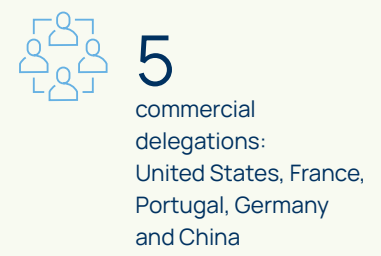 5
commercial
delegations:
United States, France,
Portugal, Germany
and China